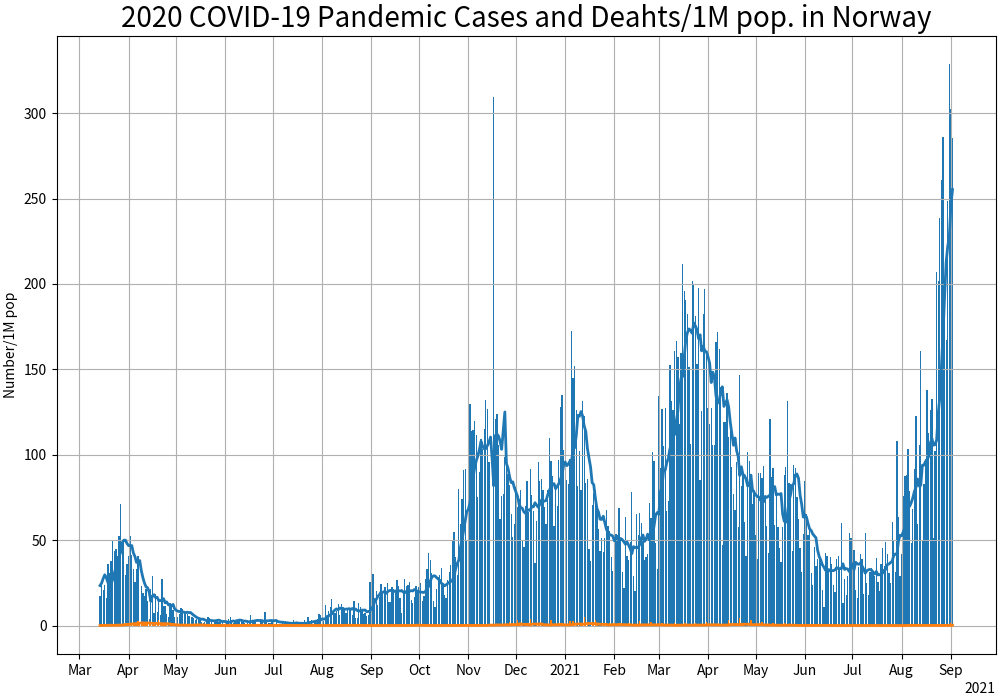 2020 COVID-19 Pandemic Cases and Deahts/1M pop. in Norway
Number/1M pop
300
250
200
150
100
50
0
Mar Apr May Jun Jul Aug Sep Oct Nov Dec 2021 Feb Mar Apr May Jun Jul Aug Sep
2021